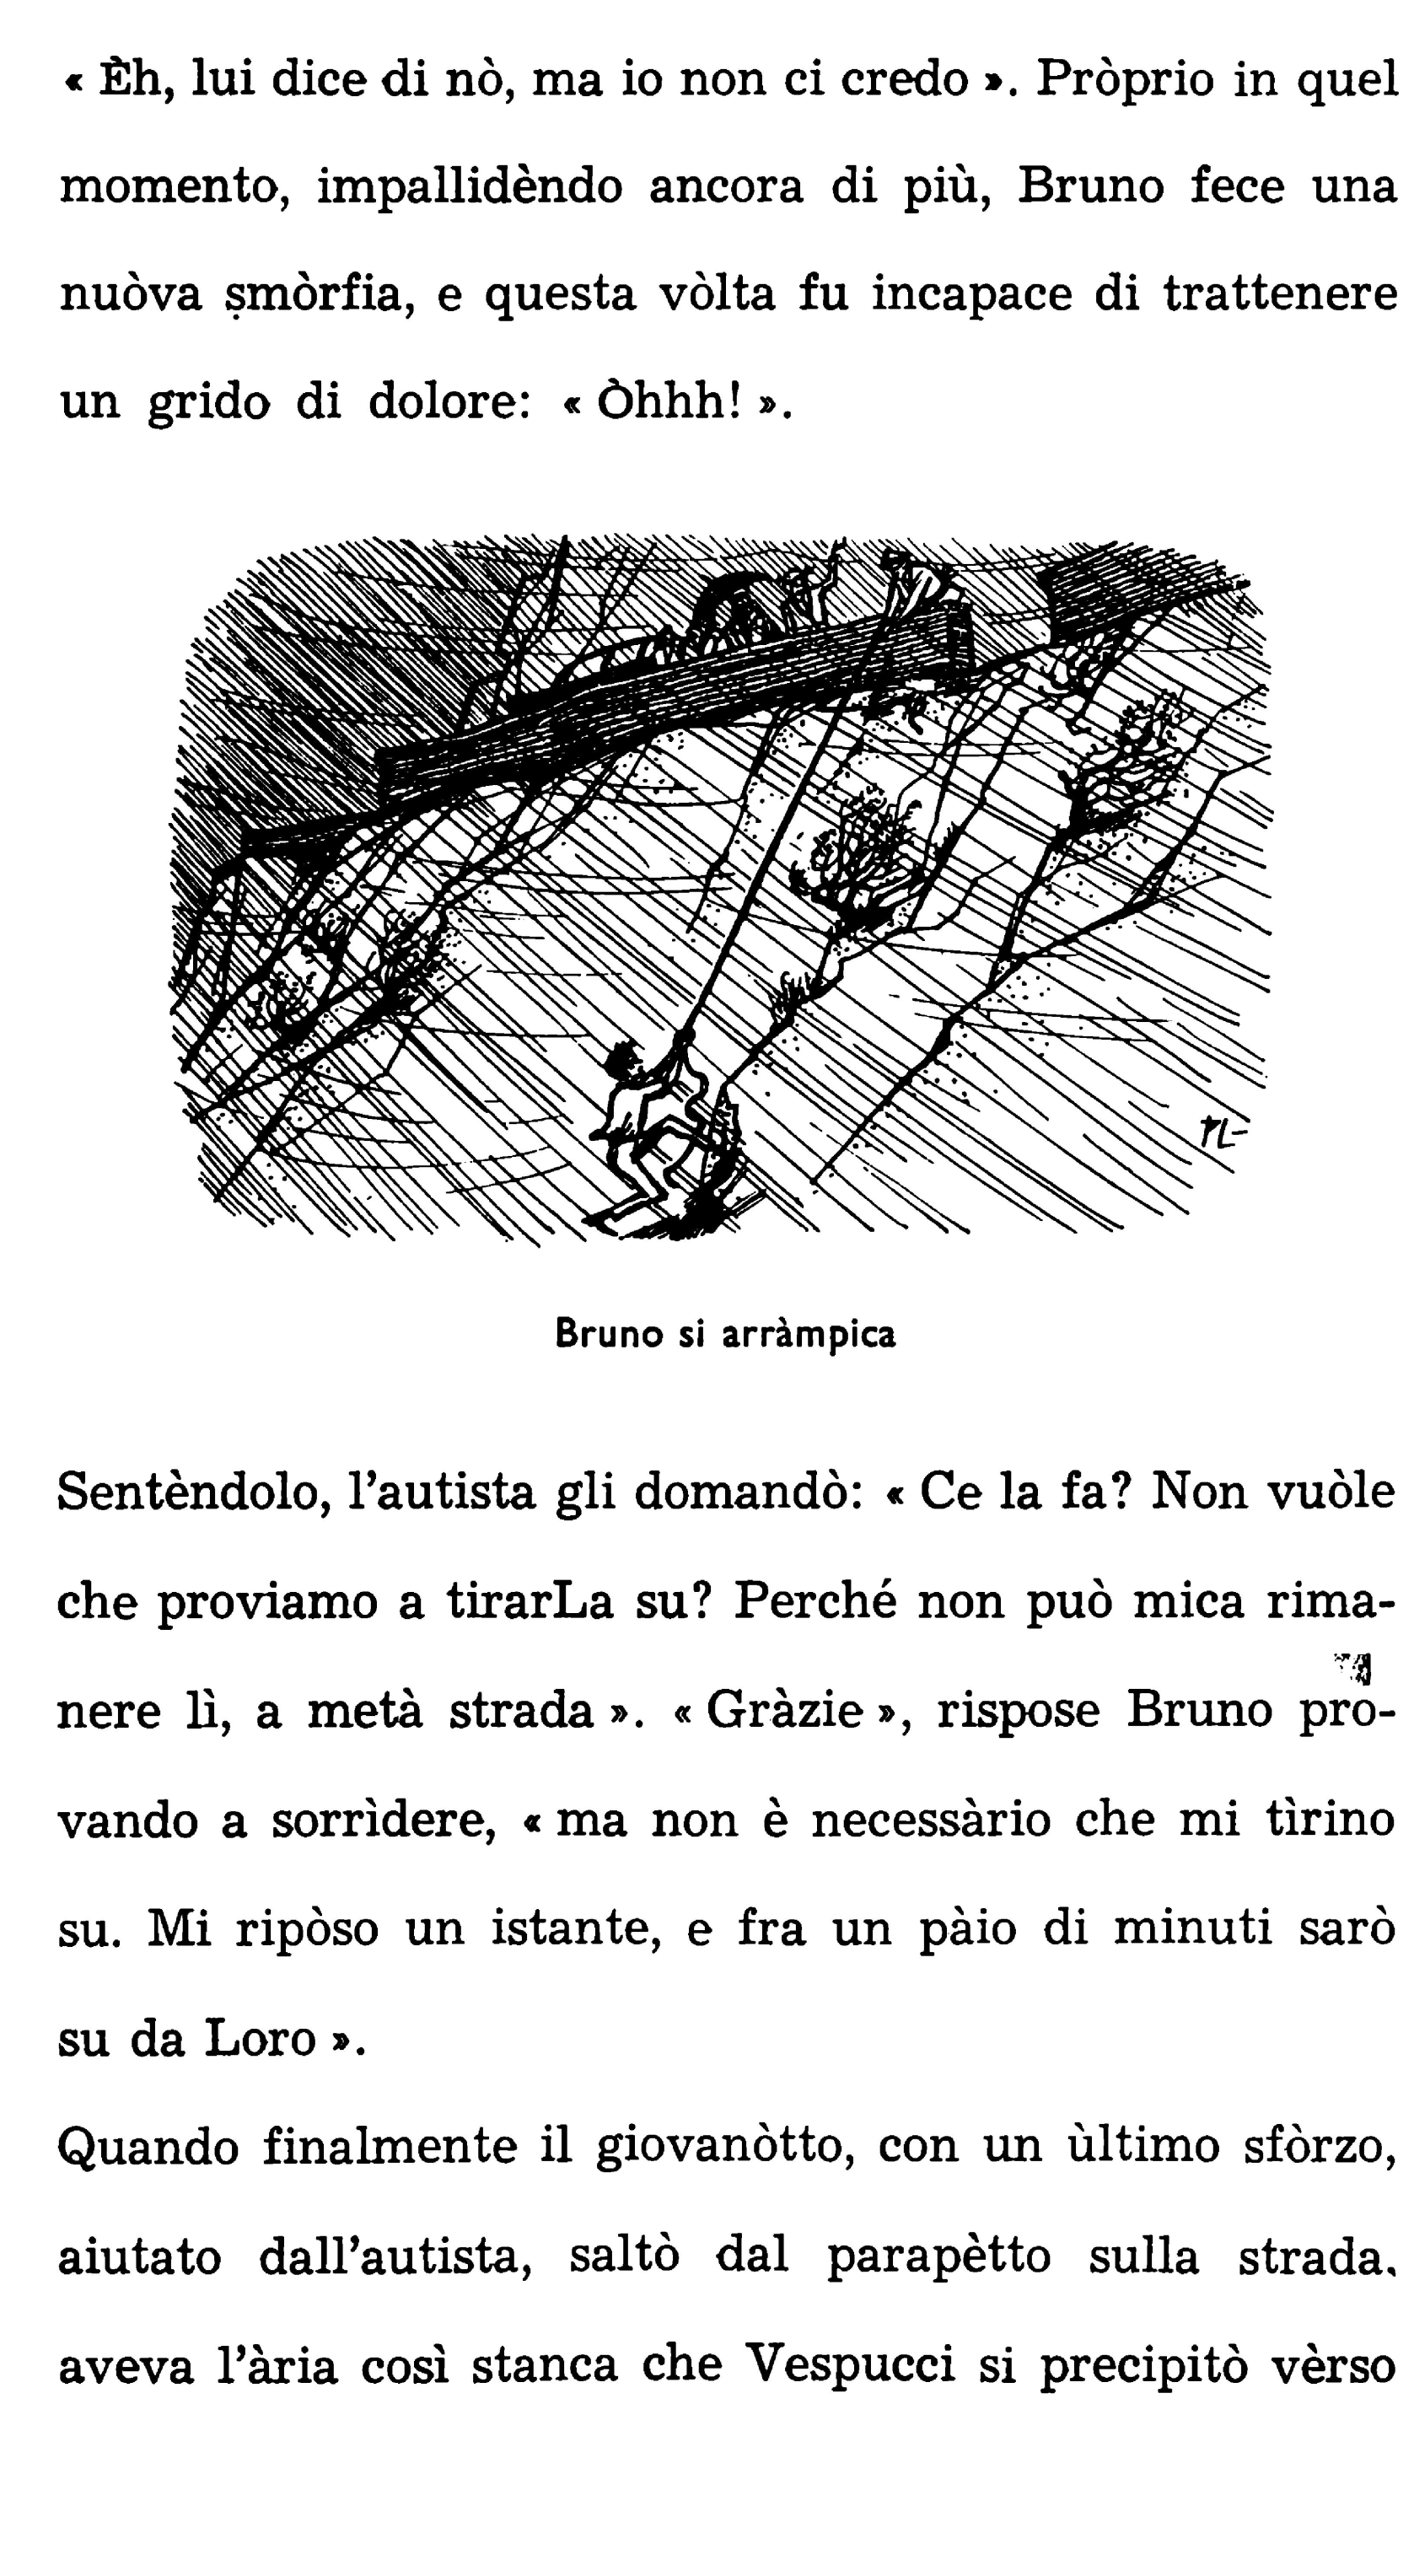 « Èh, lui dice di nò, ma io non ci credo ». Pròprio in quel
momento, impallidèndo ancora di più, Bruno fece una
nuòva ṣmòrfia, e questa vòlta fu incapace di trattenere
un grido di dolore: « Òhhh! ».
PL-
Bruno si arràmpica
Sentèndolo, l’autista gli domandò: « Ce la fa? Non vuòle
che proviamo a tirarLa su? Perché non può mica rima-
nere lì, a metà strada ». « Gràzie », rispose Bruno pro-
vando a sorrìdere, « ma non è necessàrio che mi tìrino
su. Mi ripòso un istante, e fra un pàio di minuti sarò
su da Loro ».
Quando finalmente il giovanòtto, con un ùltimo sfòrzo,
aiutato dall’autista, saltò dal parapètto sulla strada,
aveva l’ària così stanca che Vespucci si precipitò vèrso